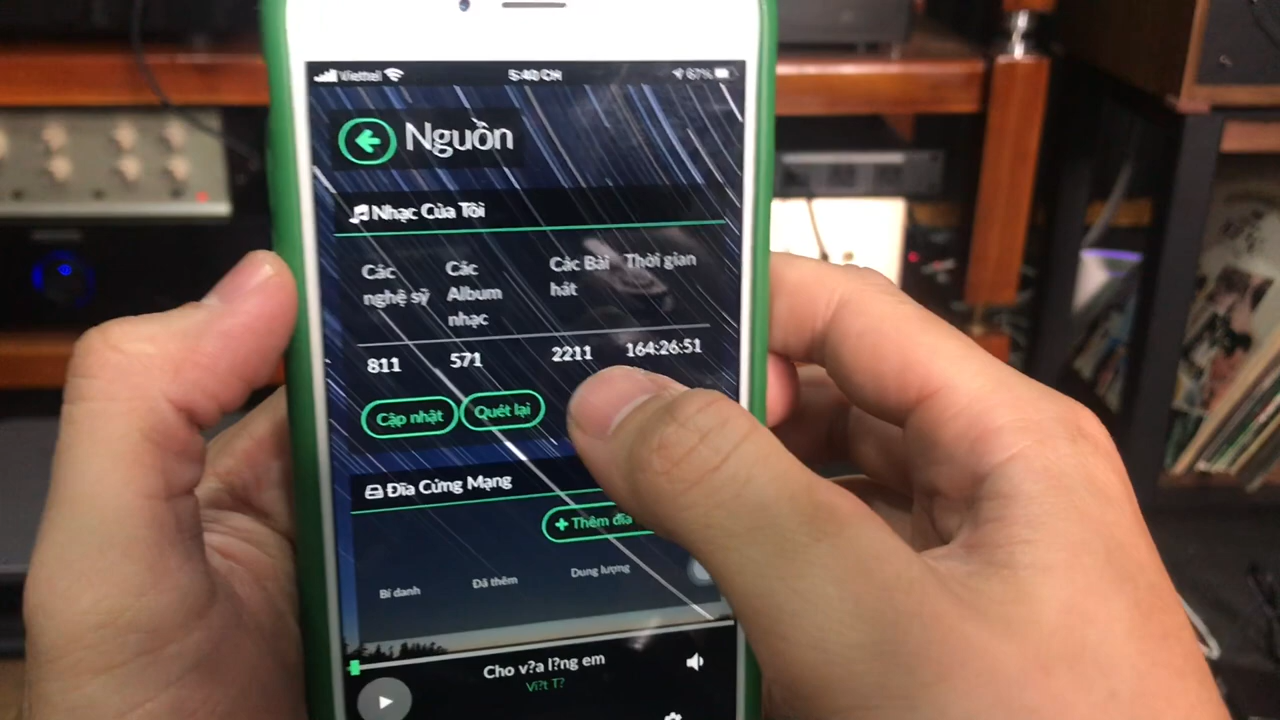 Viettel 5:40 CH 67%
Nguồn
Nhạc Của Tôi
Các nghệ sỹ
Các Album nhạc
Các Bài hát
Thời gian
811 571 2211 164:26:51
Cập nhật Quét lại
Đĩa Cứng Mạng
+ Thêm đĩa
Bí danh Đã thêm Dung lượng
Cho v?a l?ng em
Vi?t T?